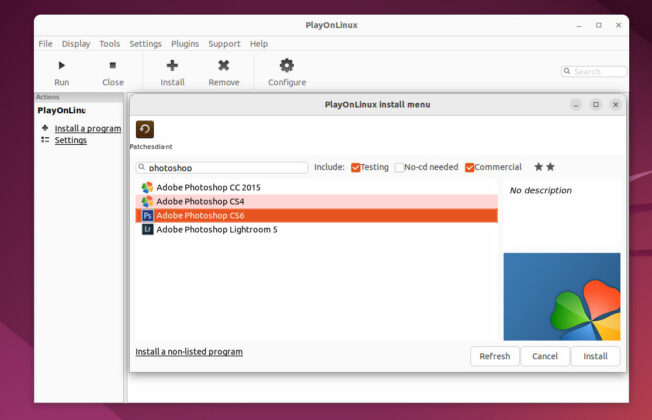 PlayOnLinux
File Display Tools Settings Plugins Support Help
Run Close Install Remove Configure
Search
Actions
PlayOnLinu
Install a program
Settings
PlayOnLinux install menu
Patchesdiant
photoshop
Include: Testing No-cd needed Commercial
Adobe Photoshop CC 2015
Adobe Photoshop CS4
Ps Adobe Photoshop CS6
Lr Adobe Photoshop Lightroom 5
No description
Install a non-listed program
Refresh Cancel Install